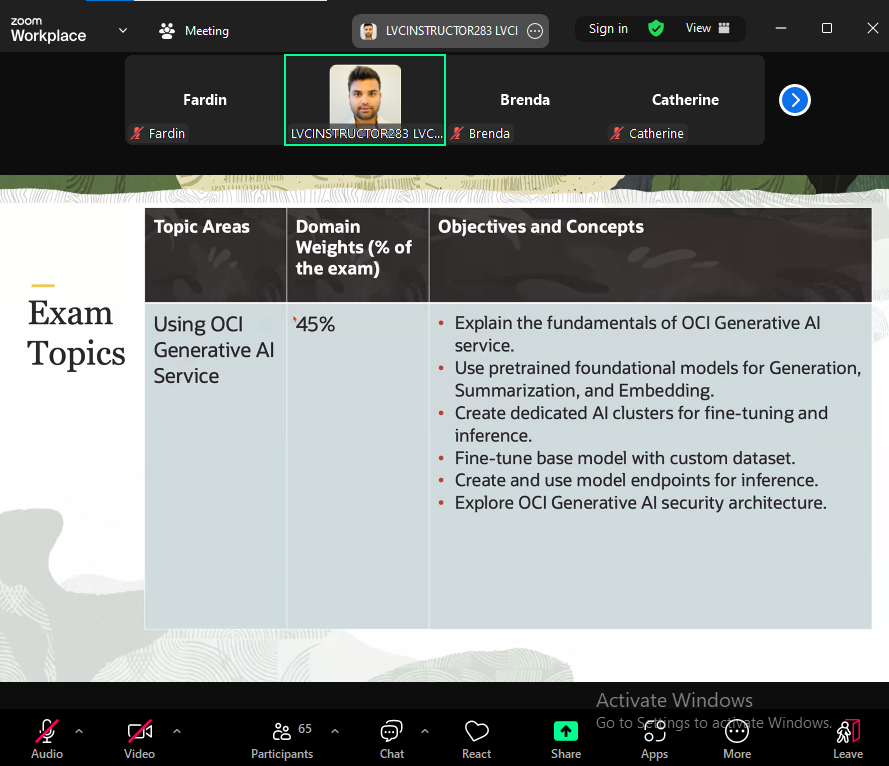 zoom
Workplace
Meeting
LVCINSTRUCTOR283 LVCI
Sign in
View
Fardin
Brenda
Catherine
Fardin
LVCINSTRUCTOR283 LVC...
Brenda
Catherine
Exam
Topics
Topic Areas
Domain
Weights (% of
the exam)
Objectives and Concepts
Using OCI
Generative AI
Service
45%
• Explain the fundamentals of OCI Generative AI
service.
• Use pretrained foundational models for Generation,
Summarization, and Embedding.
• Create dedicated AI clusters for fine-tuning and
inference.
• Fine-tune base model with custom dataset.
• Create and use model endpoints for inference.
• Explore OCI Generative AI security architecture.
Activate Windows
Go to Settings to activate Windows.
Audio
Video
65
Participants
Chat
React
Share
Apps
More
Leave